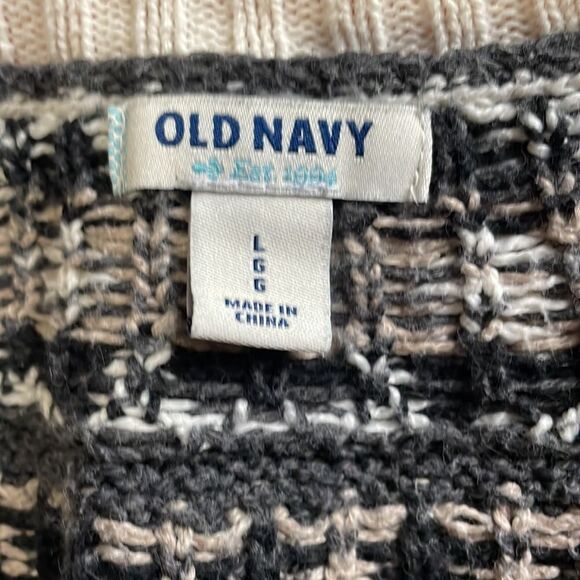 OLD NAVY
Est 1994
L
G
G
MADE IN
CHINA